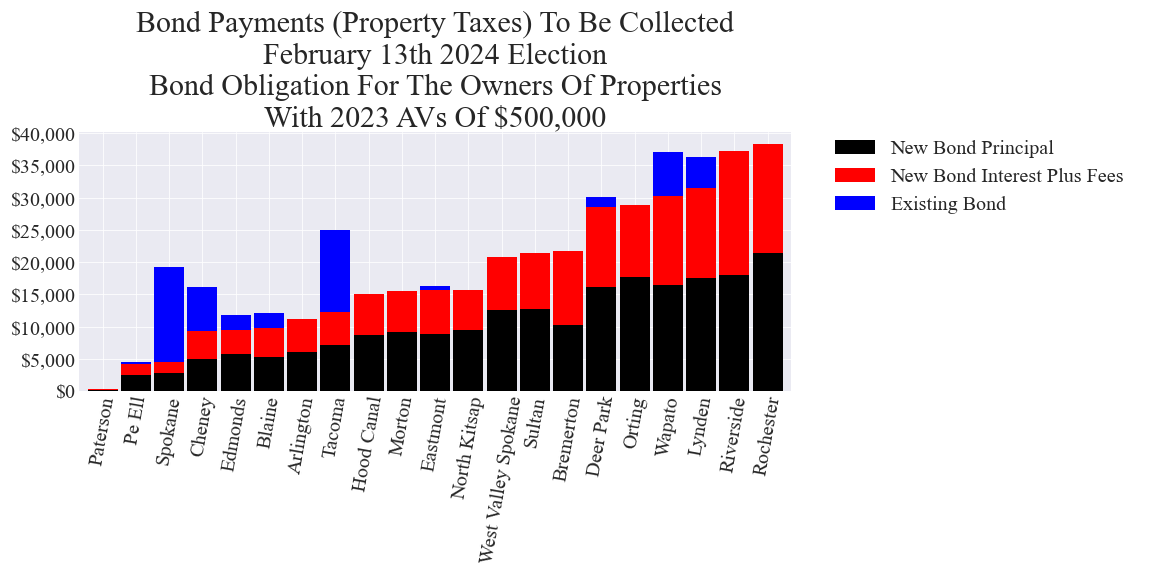 Bond Payments (Property Taxes) To Be Collected
February 13th 2024 Election
Bond Obligation For The Owners Of Properties
With 2023 AVs Of $500,000
$40,000
$35,000
$30,000
$25,000
$20,000
$15,000
$10,000
$5,000
$0
New Bond Principal
New Bond Interest Plus Fees
Existing Bond
Paterson
Pe Ell
Spokane
Cheney
Edmonds
Blaine
Arlington
Tacoma
Hood Canal
Morton
Eastmont
North Kitsap
West Valley Spokane
Sultan
Bremerton
Deer Park
Orting
Wapato
Lynden
Riverside
Rochester